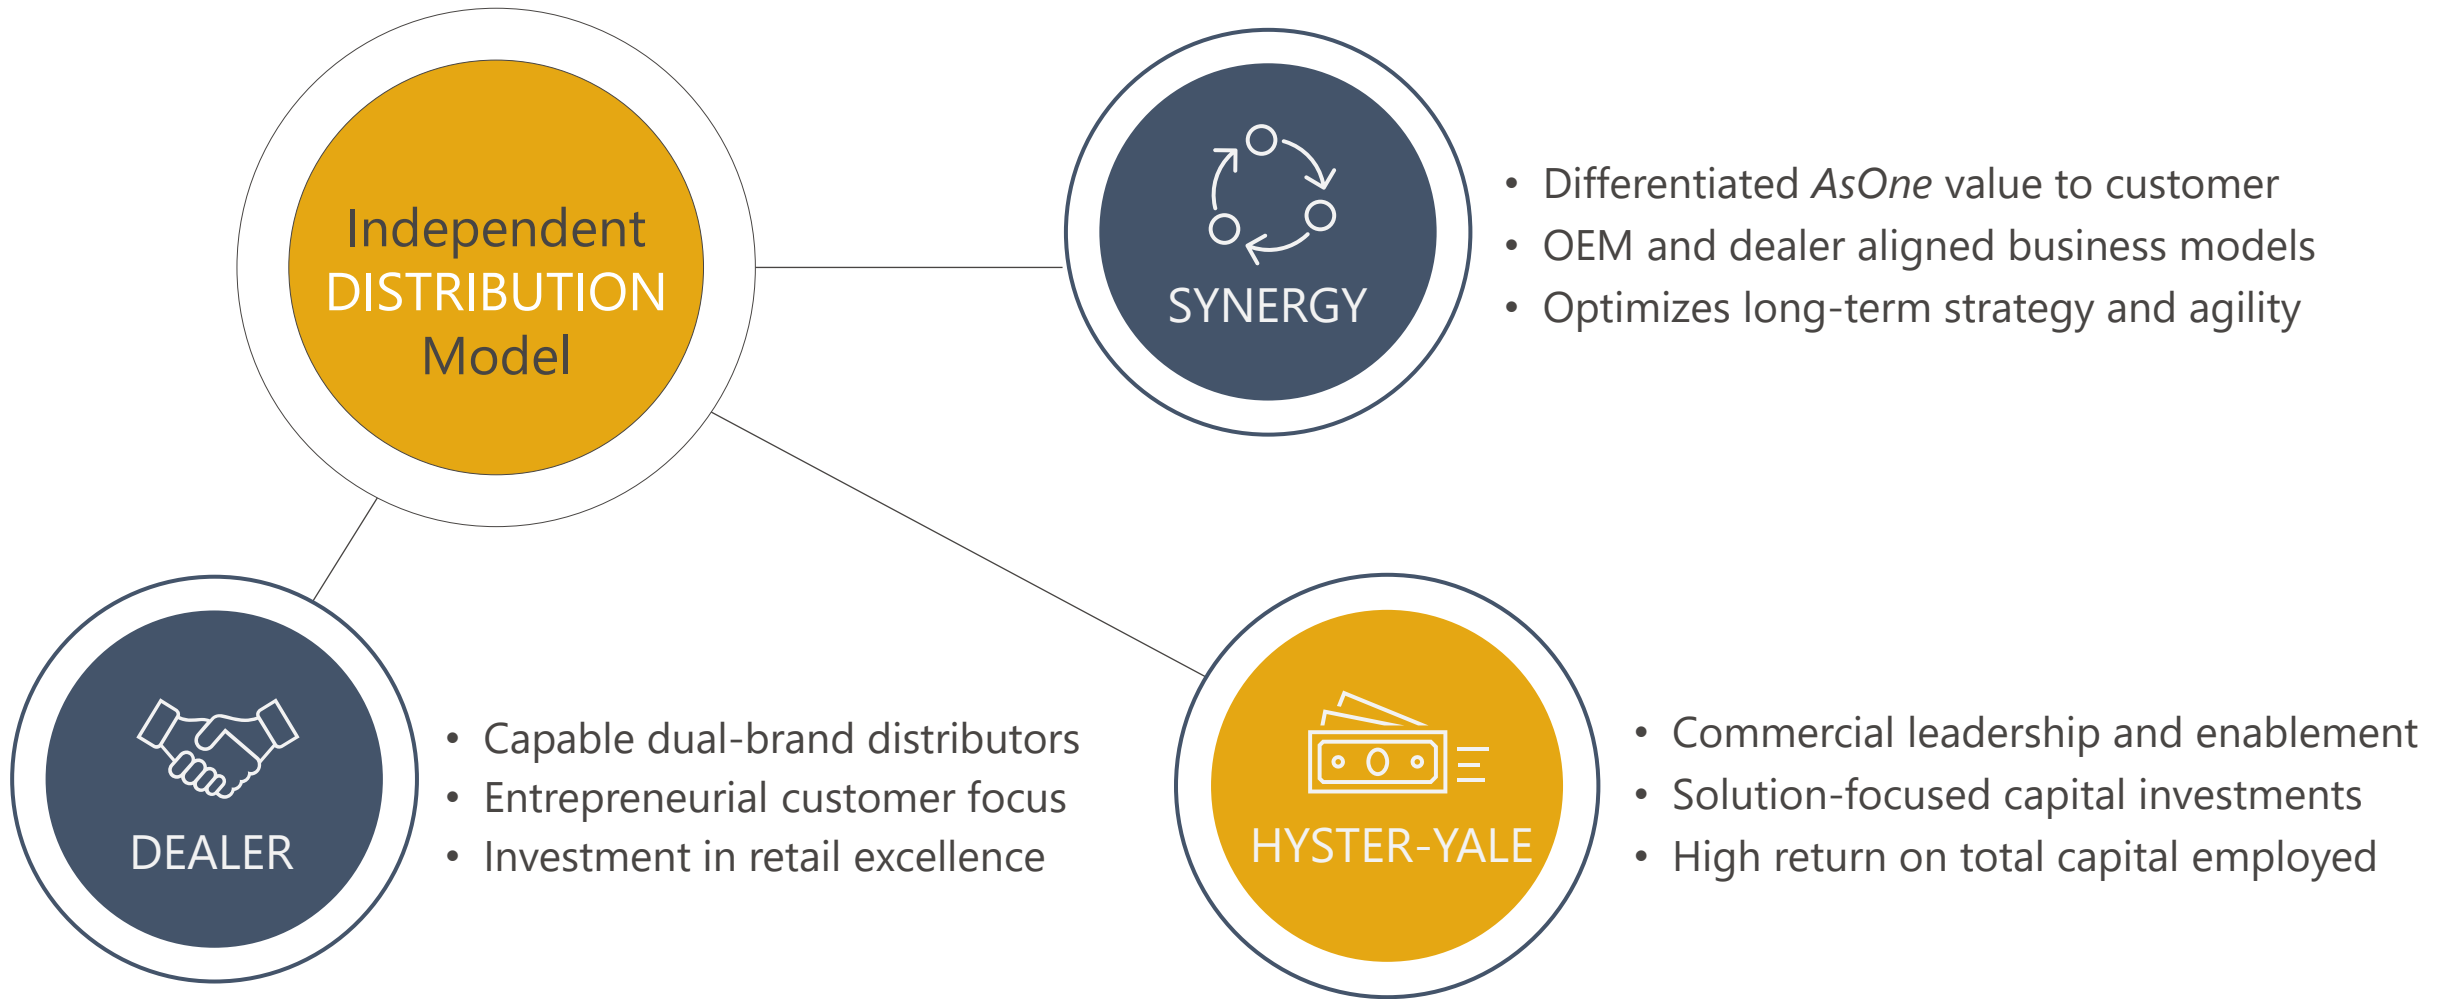 Independent
DISTRIBUTION
Model
SYNERGY
• Differentiated AsOne value to customer
• OEM and dealer aligned business models
• Optimizes long-term strategy and agility
DEALER
• Capable dual-brand distributors
• Entrepreneurial customer focus
• Investment in retail excellence
HYSTER-YALE
• Commercial leadership and enablement
• Solution-focused capital investments
• High return on total capital employed